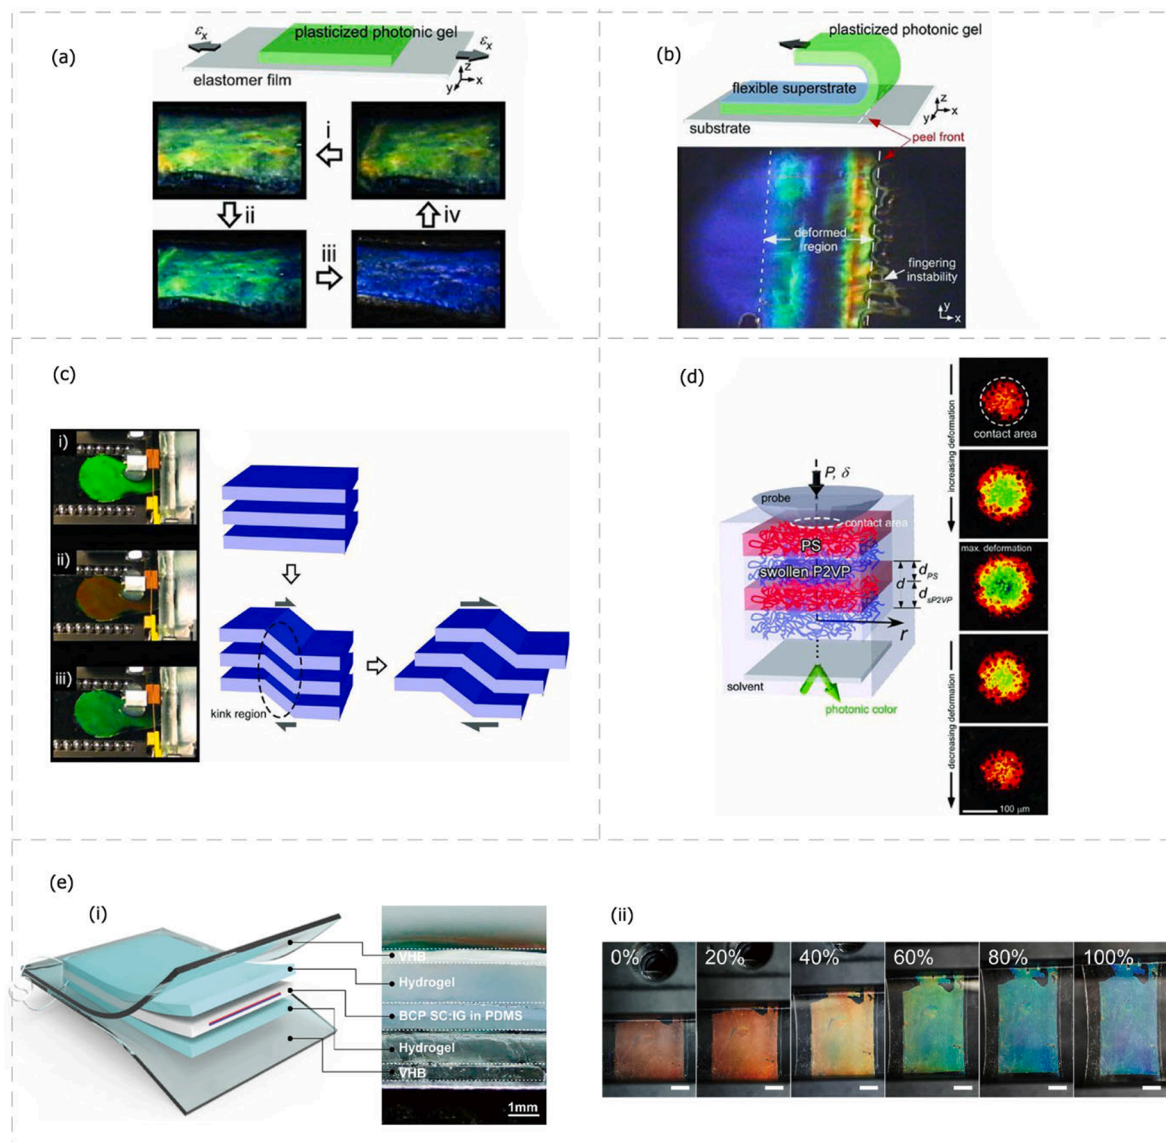 (a)
plasticized photonic gel
εx
εx
elastomer film
z
y
x
i
ii
iv
iii
(b)
plasticized photonic gel
flexible superstrate
substrate
z
y
x
peel front
deformed
region
fingering
instability
y
x
(c)
i)
ii)
iii)
kink region
(d)
P, δ
probe
contact area
PS
swollen P2VP
d
dPS
dsP2VP
r
solvent
photonic color
increasing deformation
contact area
max. deformation
decreasing deformation
100 μm
(e)
(i)
VHB
Hydrogel
BCP SC:IG in PDMS
Hydrogel
VHB
1mm
(ii)
0%
20%
40%
60%
80%
100%